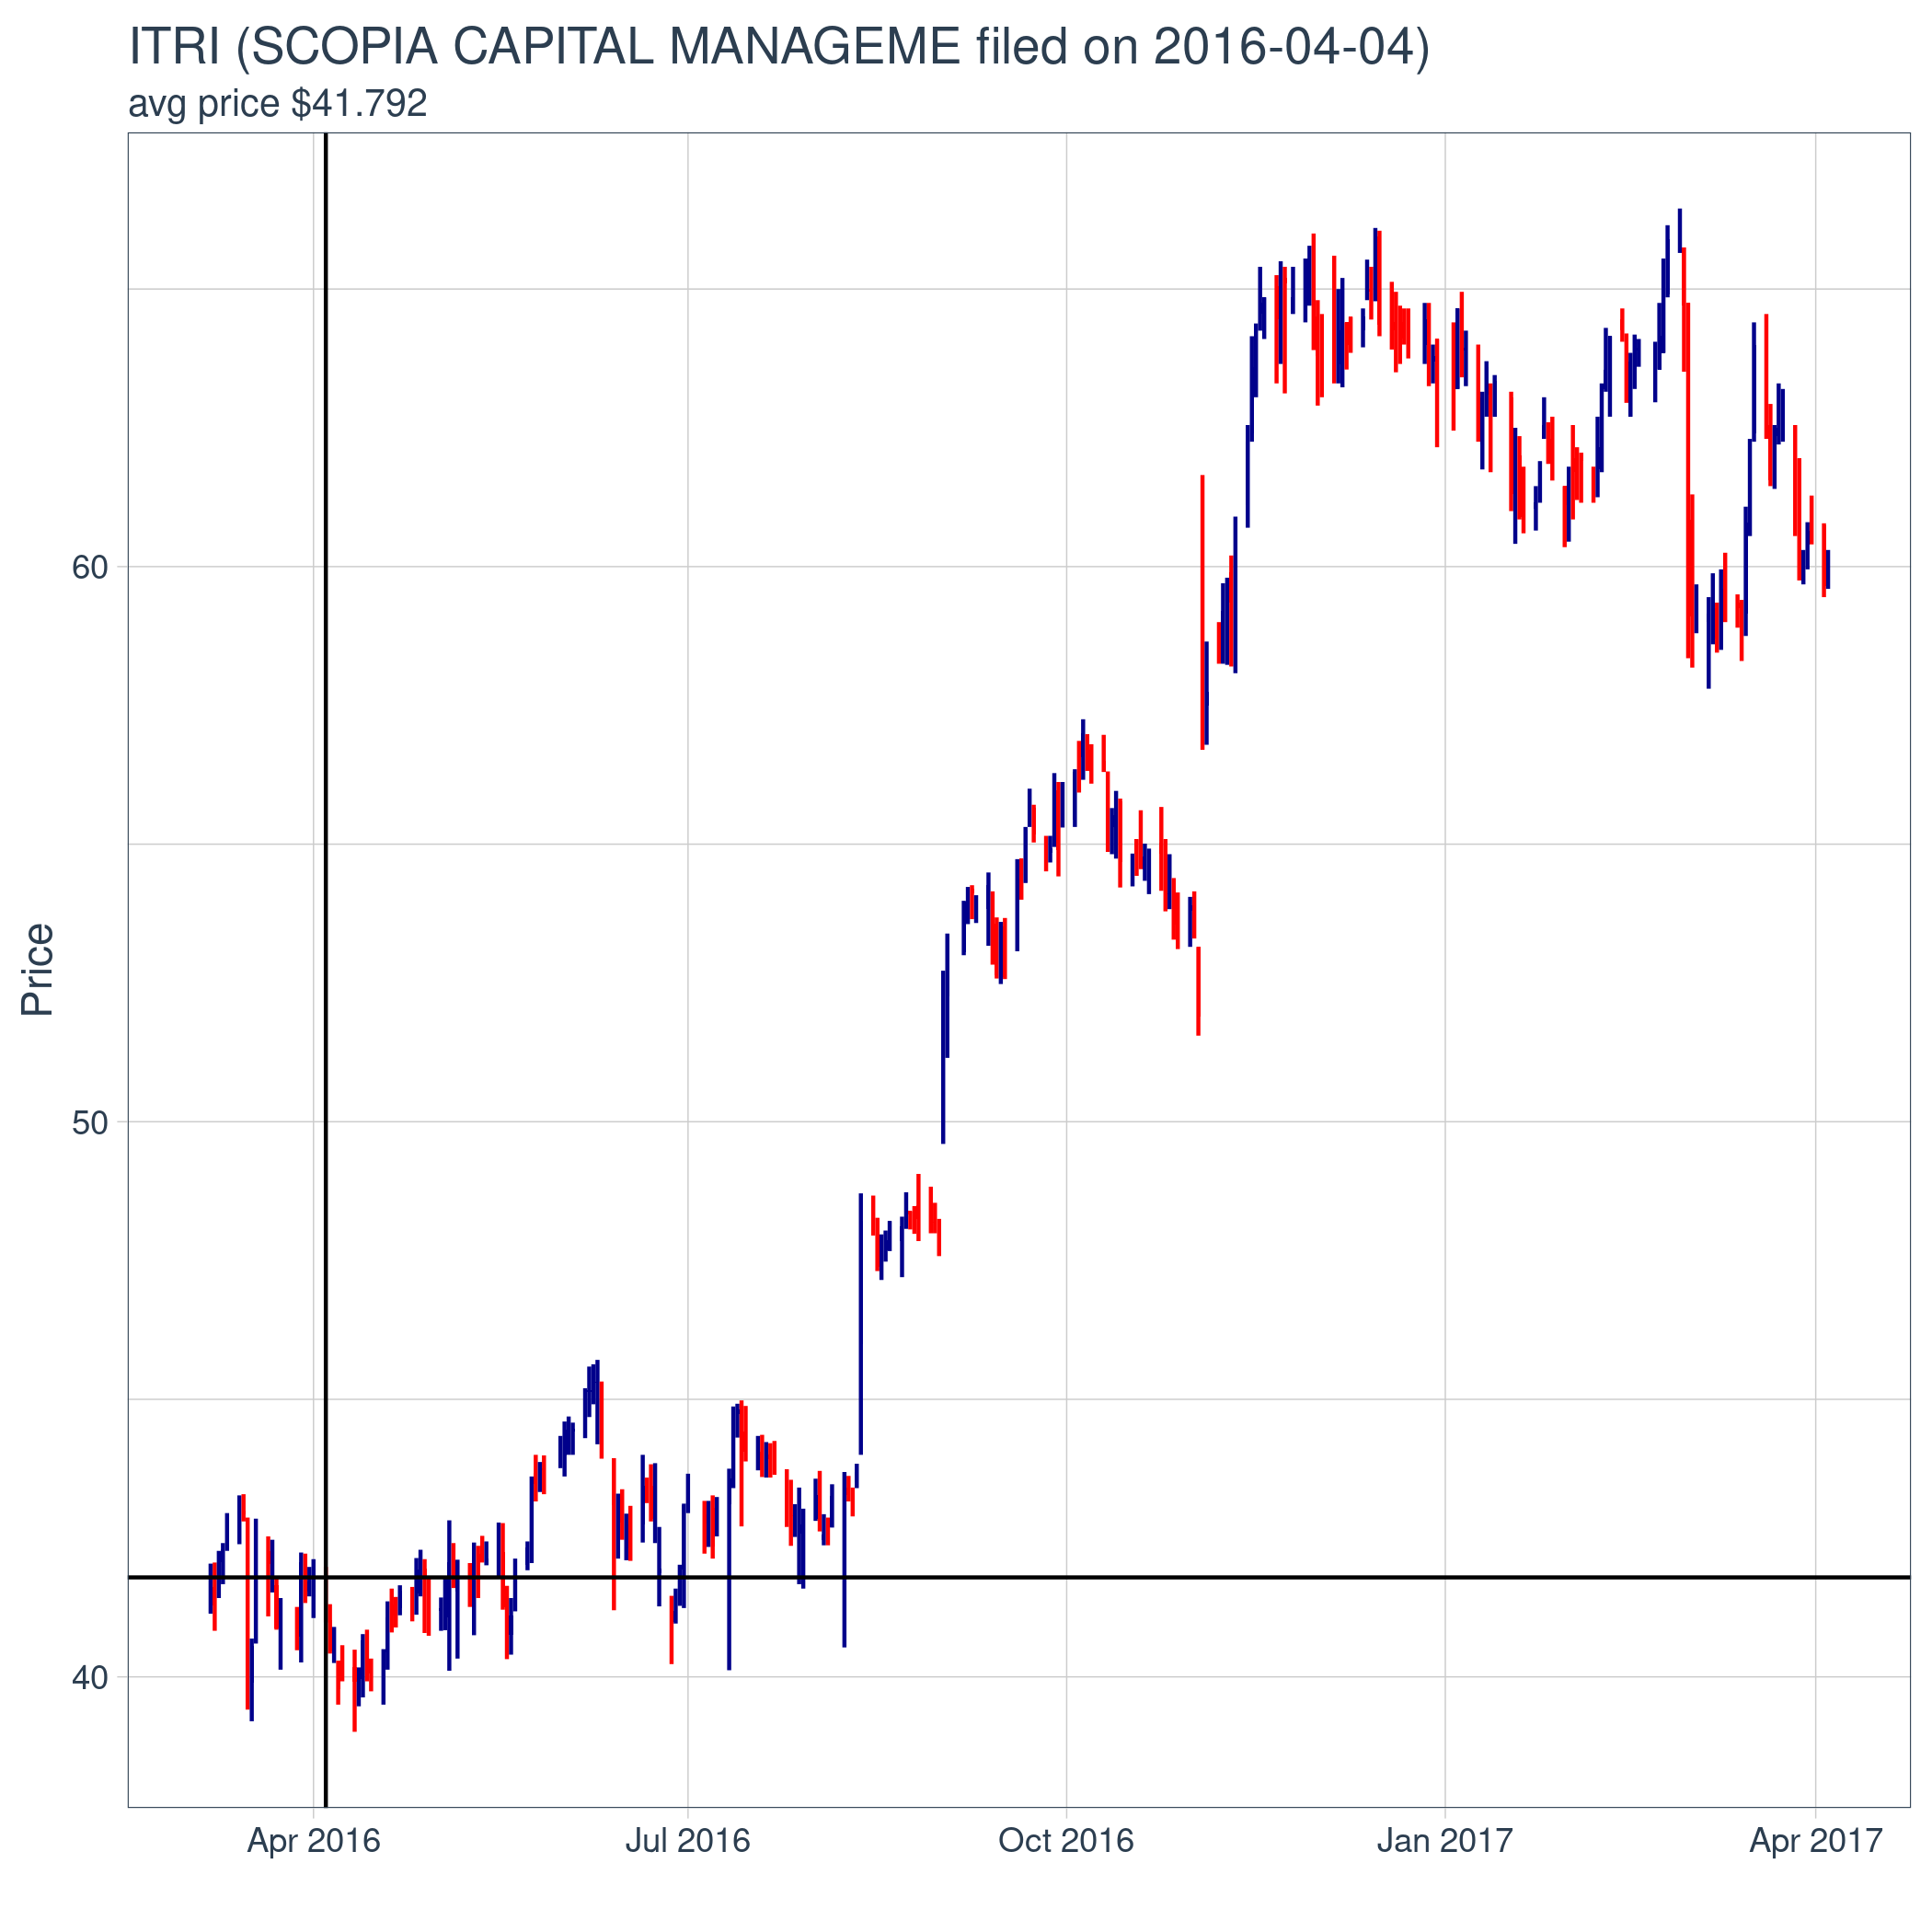 ITRI (SCOPIA CAPITAL MANAGEME filed on 2016-04-04)
avg price $41.792
60
50
40
Price
Apr 2016
Jul 2016
Oct 2016
Jan 2017
Apr 2017